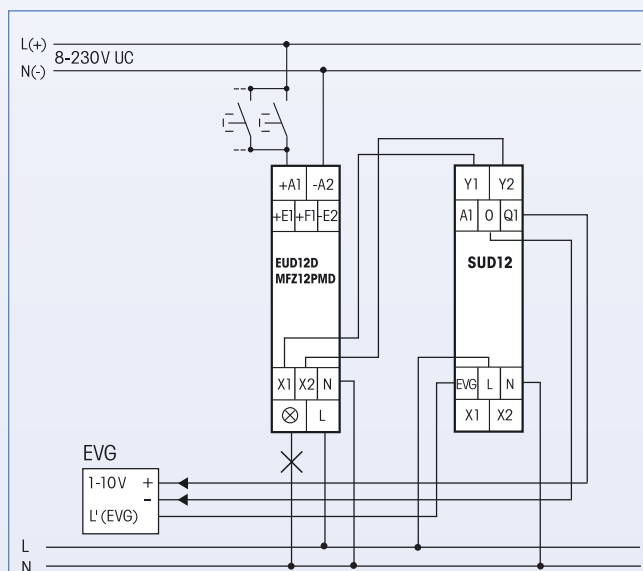 L(+)
8-230V UC
N(-)
+A1 -A2
+E1 +F1 -E2
EUD12D
MFZ12PMD
X1 X2 N
L
Y1 Y2
A1 0 Q1
SUD12
EVG L N
X1 X2
EVG
1-10V +
−
L' (EVG)
L
N